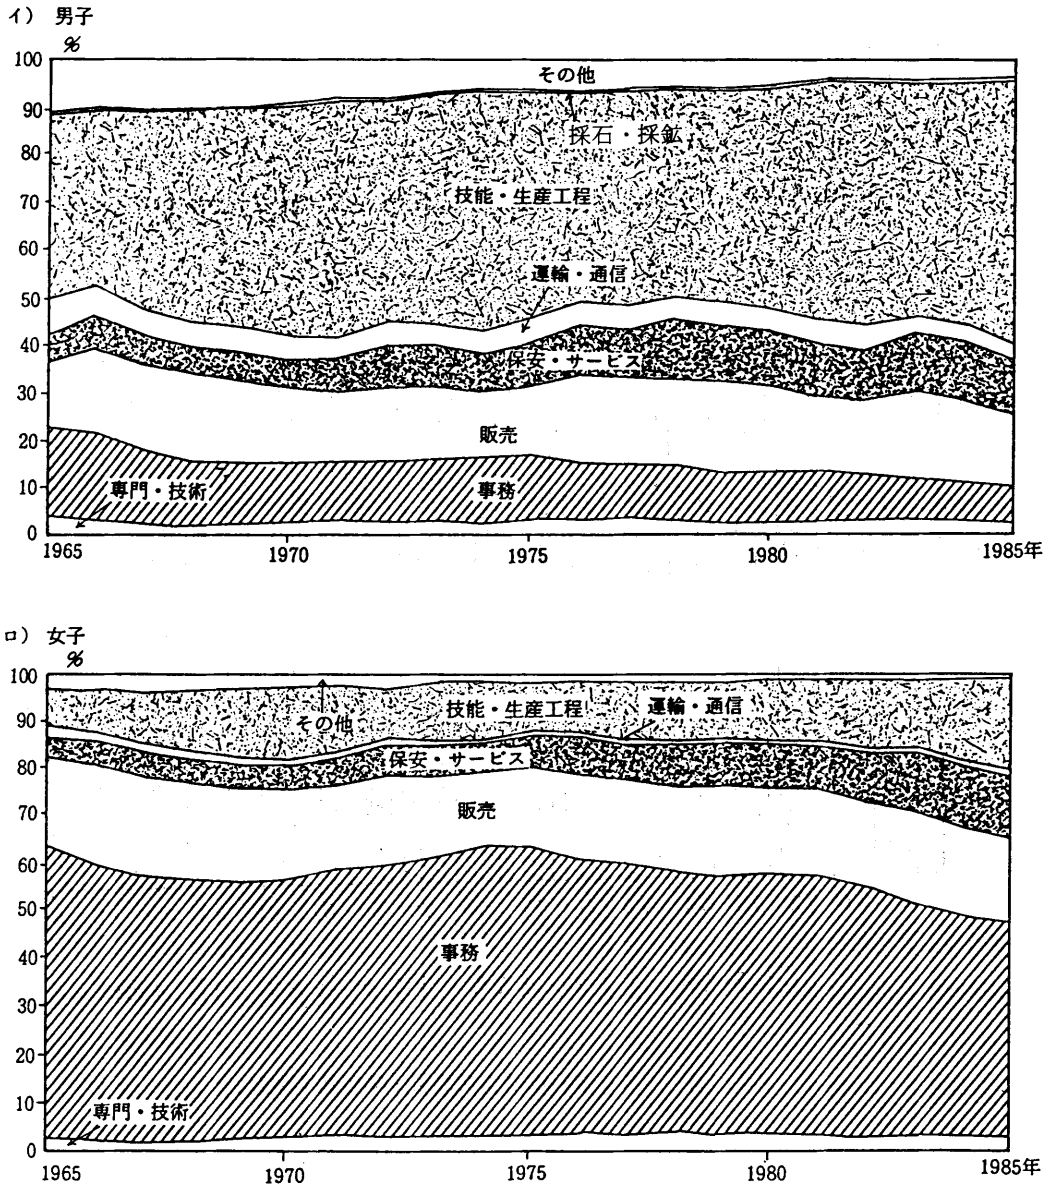 イ） 男子
%
100
90
80
70
60
50
40
30
20
10
0
その他
採石・採鉱
技能・生産工程
運輸・通信
保安・サービス
販売
専門・技術
事務
1965
1970
1975
1980
1985年
ロ） 女子
%
100
90
80
70
60
50
40
30
20
10
0
その他
技能・生産工程
運輸・通信
保安・サービス
販売
事務
専門・技術
1965
1970
1975
1980
1985年